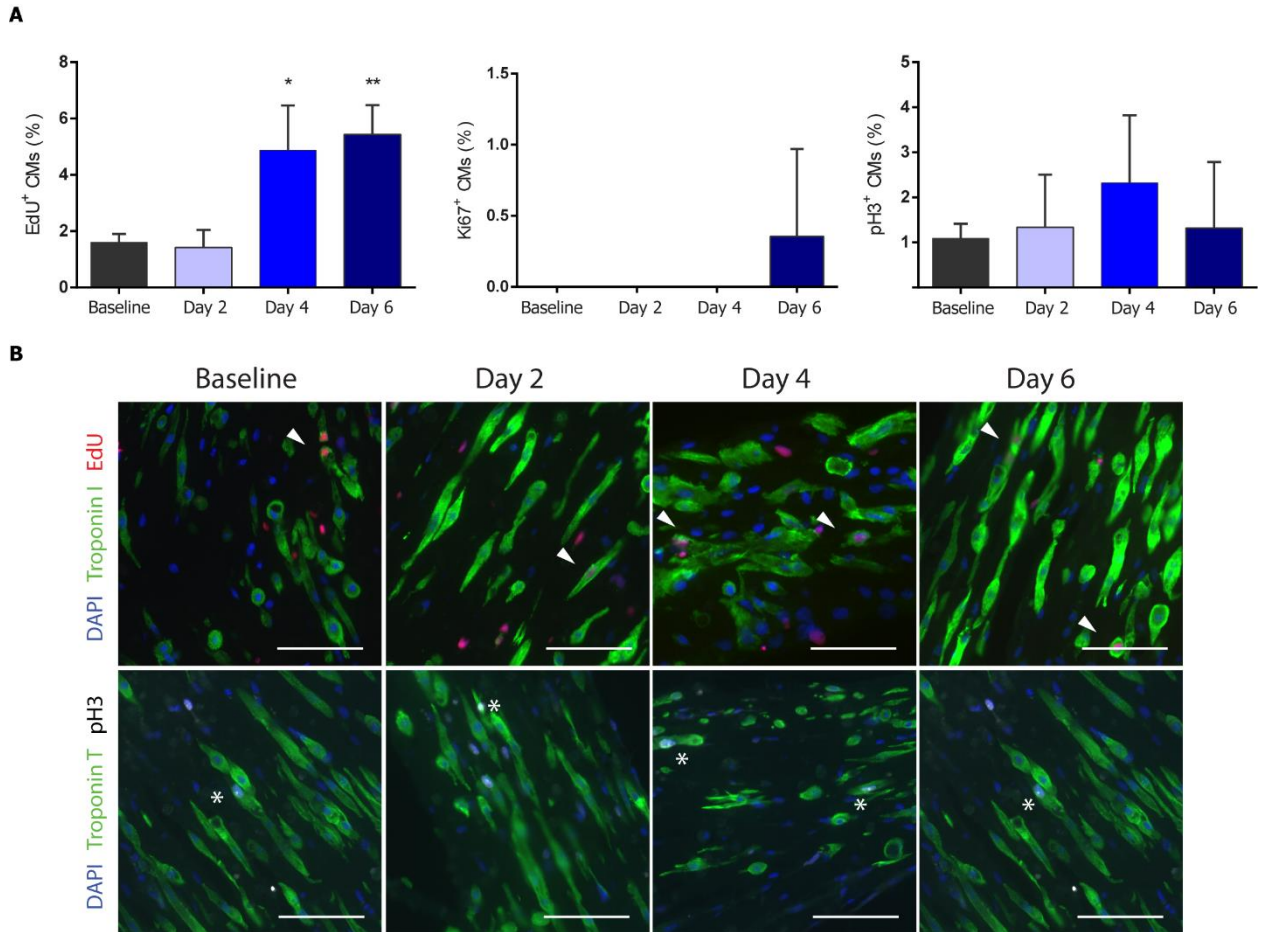 A
EdU+ CMs (%)
8
6
4
2
0
*
**
Baseline Day 2 Day 4 Day 6
Ki67+ CMs (%)
1.5
1.0
0.5
0.0
Baseline Day 2 Day 4 Day 6
pH3+ CMs (%)
5
4
3
2
1
Baseline Day 2 Day 4 Day 6
B
Baseline Day 2 Day 4 Day 6
DAPI Troponin I EdU
DAPI Troponin T pH3
*
*
*
*
*